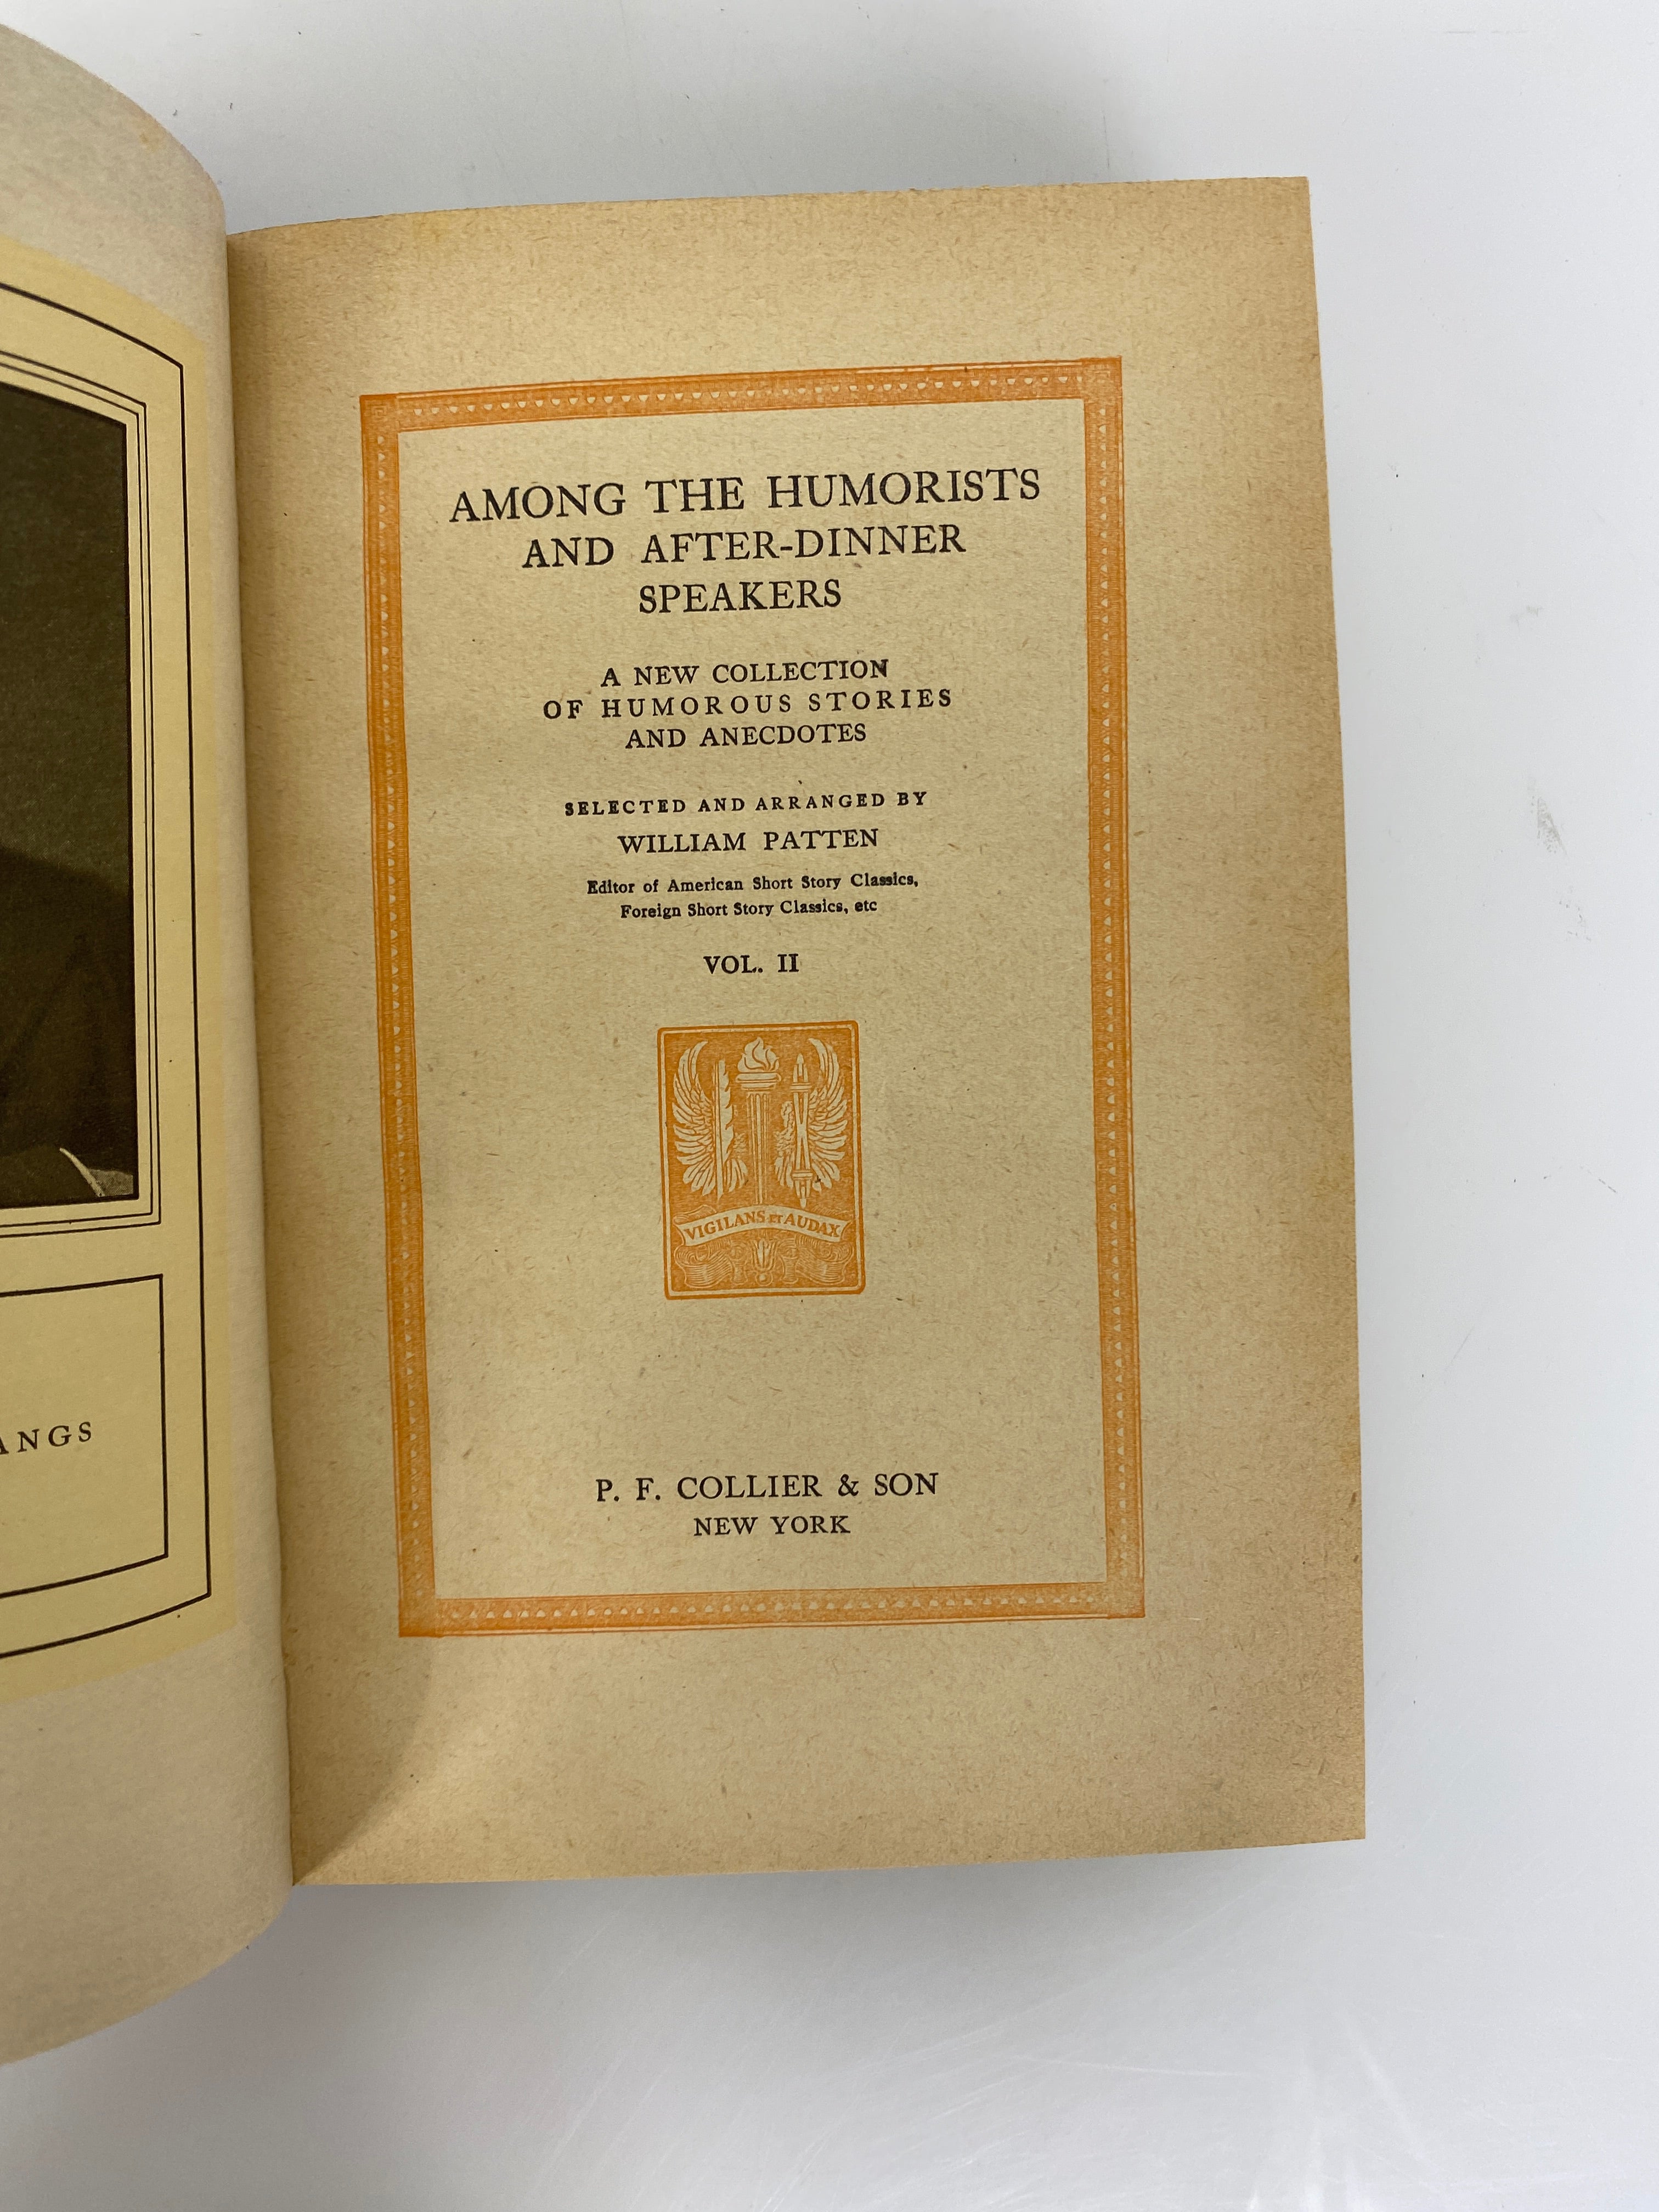 ANGS
AMONG THE HUMORISTS
AND AFTER-DINNER
SPEAKERS
A NEW COLLECTION
OF HUMOROUS STORIES
AND ANECDOTES
SELECTED AND ARRANGED BY
WILLIAM PATTEN
Editor of American Short Story Classics,
Foreign Short Story Classics, etc
VOL. II
VIGILANS ET AUDAX
P. F. COLLIER & SON
NEW YORK